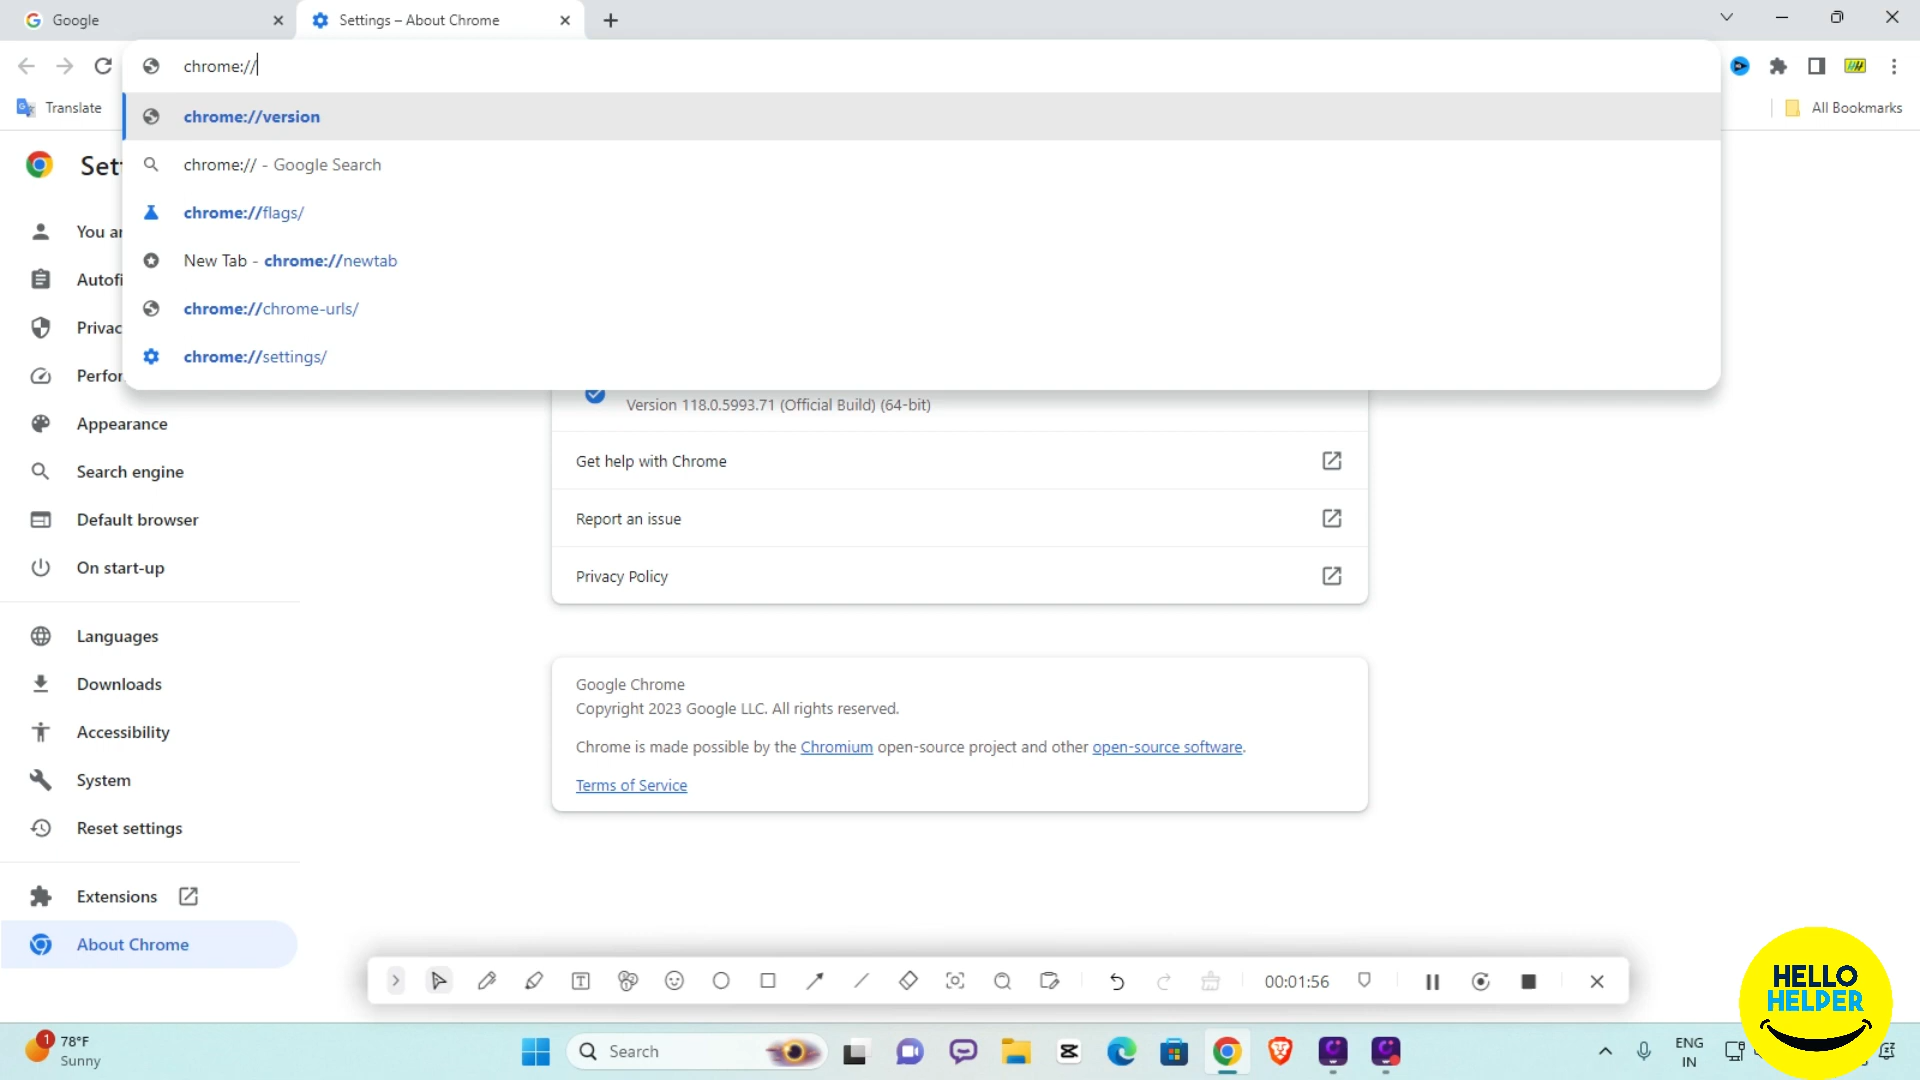 Google
Settings – About Chrome
chrome://
Translate
All Bookmarks
chrome://version
chrome:// - Google Search
chrome://flags/
New Tab - chrome://newtab
chrome://chrome-urls/
chrome://settings/
Sett
You an
Autofi
Privac
Perfor
Appearance
Search engine
Default browser
On start-up
Languages
Downloads
Accessibility
System
Reset settings
Extensions
About Chrome
Version 118.0.5993.71 (Official Build) (64-bit)
Get help with Chrome
Report an issue
Privacy Policy
Google Chrome
Copyright 2023 Google LLC. All rights reserved.
Chrome is made possible by the Chromium open-source project and other open-source software.
Terms of Service
00:01:56
HELLO
HELPER
1
78°F
Sunny
Search
ENG
IN